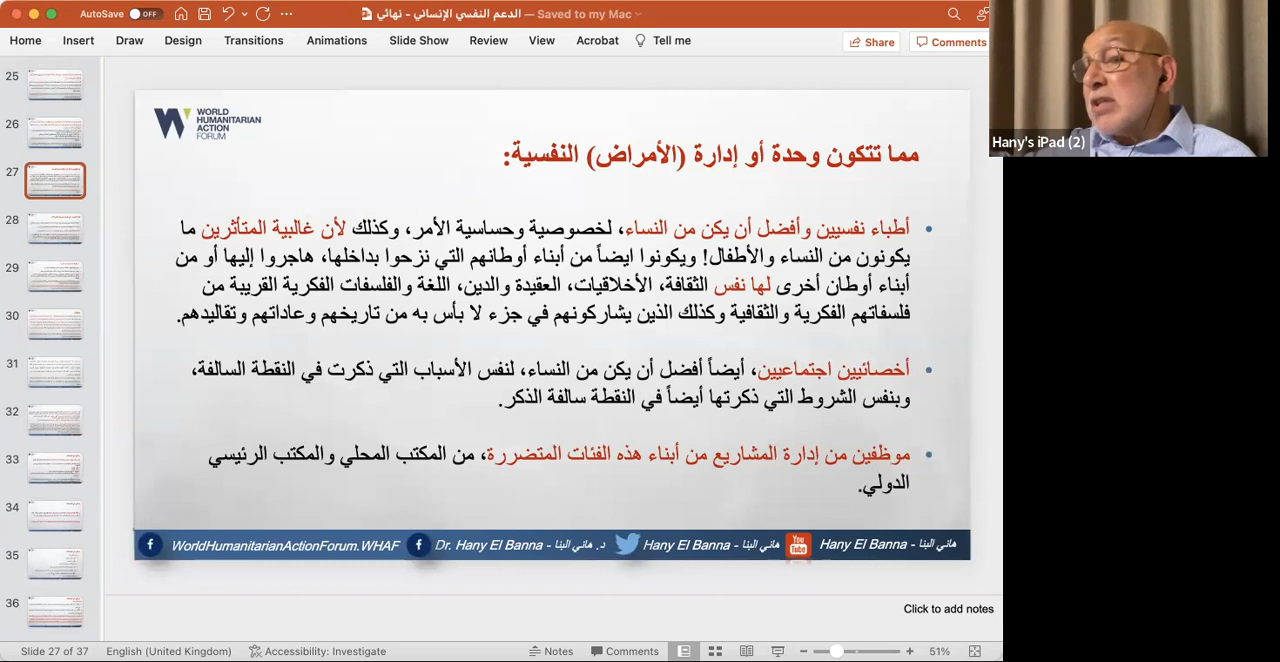 AutoSave OFF
الدعم النفسي الإنساني - نهائي — Saved to my Mac
Home Insert Draw Design Transitions Animations Slide Show Review View Acrobat Tell me
Share Comments
Hany's iPad (2)
25
26
27
28
29
30
31
32
33
34
35
36
W WORLD
HUMANITARIAN
ACTION
FORUM
مما تتكون وحدة أو إدارة (الأمراض) النفسية:
• أطباء نفسيين وأفضل أن يكن من النساء، لخصوصية وحساسية الأمر، وكذلك لأن غالبية المتأثرين ما
يكونون من النساء والأطفال! ويكونوا ايضاً من أبناء أوطانهم التي نزحوا بداخلها، هاجروا إليها أو من
أبناء أوطان أخرى لها نفس الثقافة، الأخلاقيات، العقيدة والدين، اللغة والفلسفات الفكرية القريبة من
فلسفاتهم الفكرية والثقافية وكذلك الذين يشاركونهم في جزء لا بأس به من تاريخهم وعاداتهم وتقاليدهم.
• أخصائيين اجتماعيين، أيضاً أفضل أن يكن من النساء، لنفس الأسباب التي ذكرت في النقطة السالفة،
وبنفس الشروط التي ذكرتها أيضاً في النقطة سالفة الذكر.
• موظفين من إدارة المشاريع من أبناء هذه الفئات المتضررة، من المكتب المحلي والمكتب الرئيسي
الدولي.
WorldHumanitarianActionForum.WHAF Dr. Hany El Banna - د. هاني البنا Hany El Banna - هاني البنا You Tube Hany El Banna - هاني البنا
Click to add notes
Slide 27 of 37 English (United Kingdom) Accessibility: Investigate Notes Comments 51%